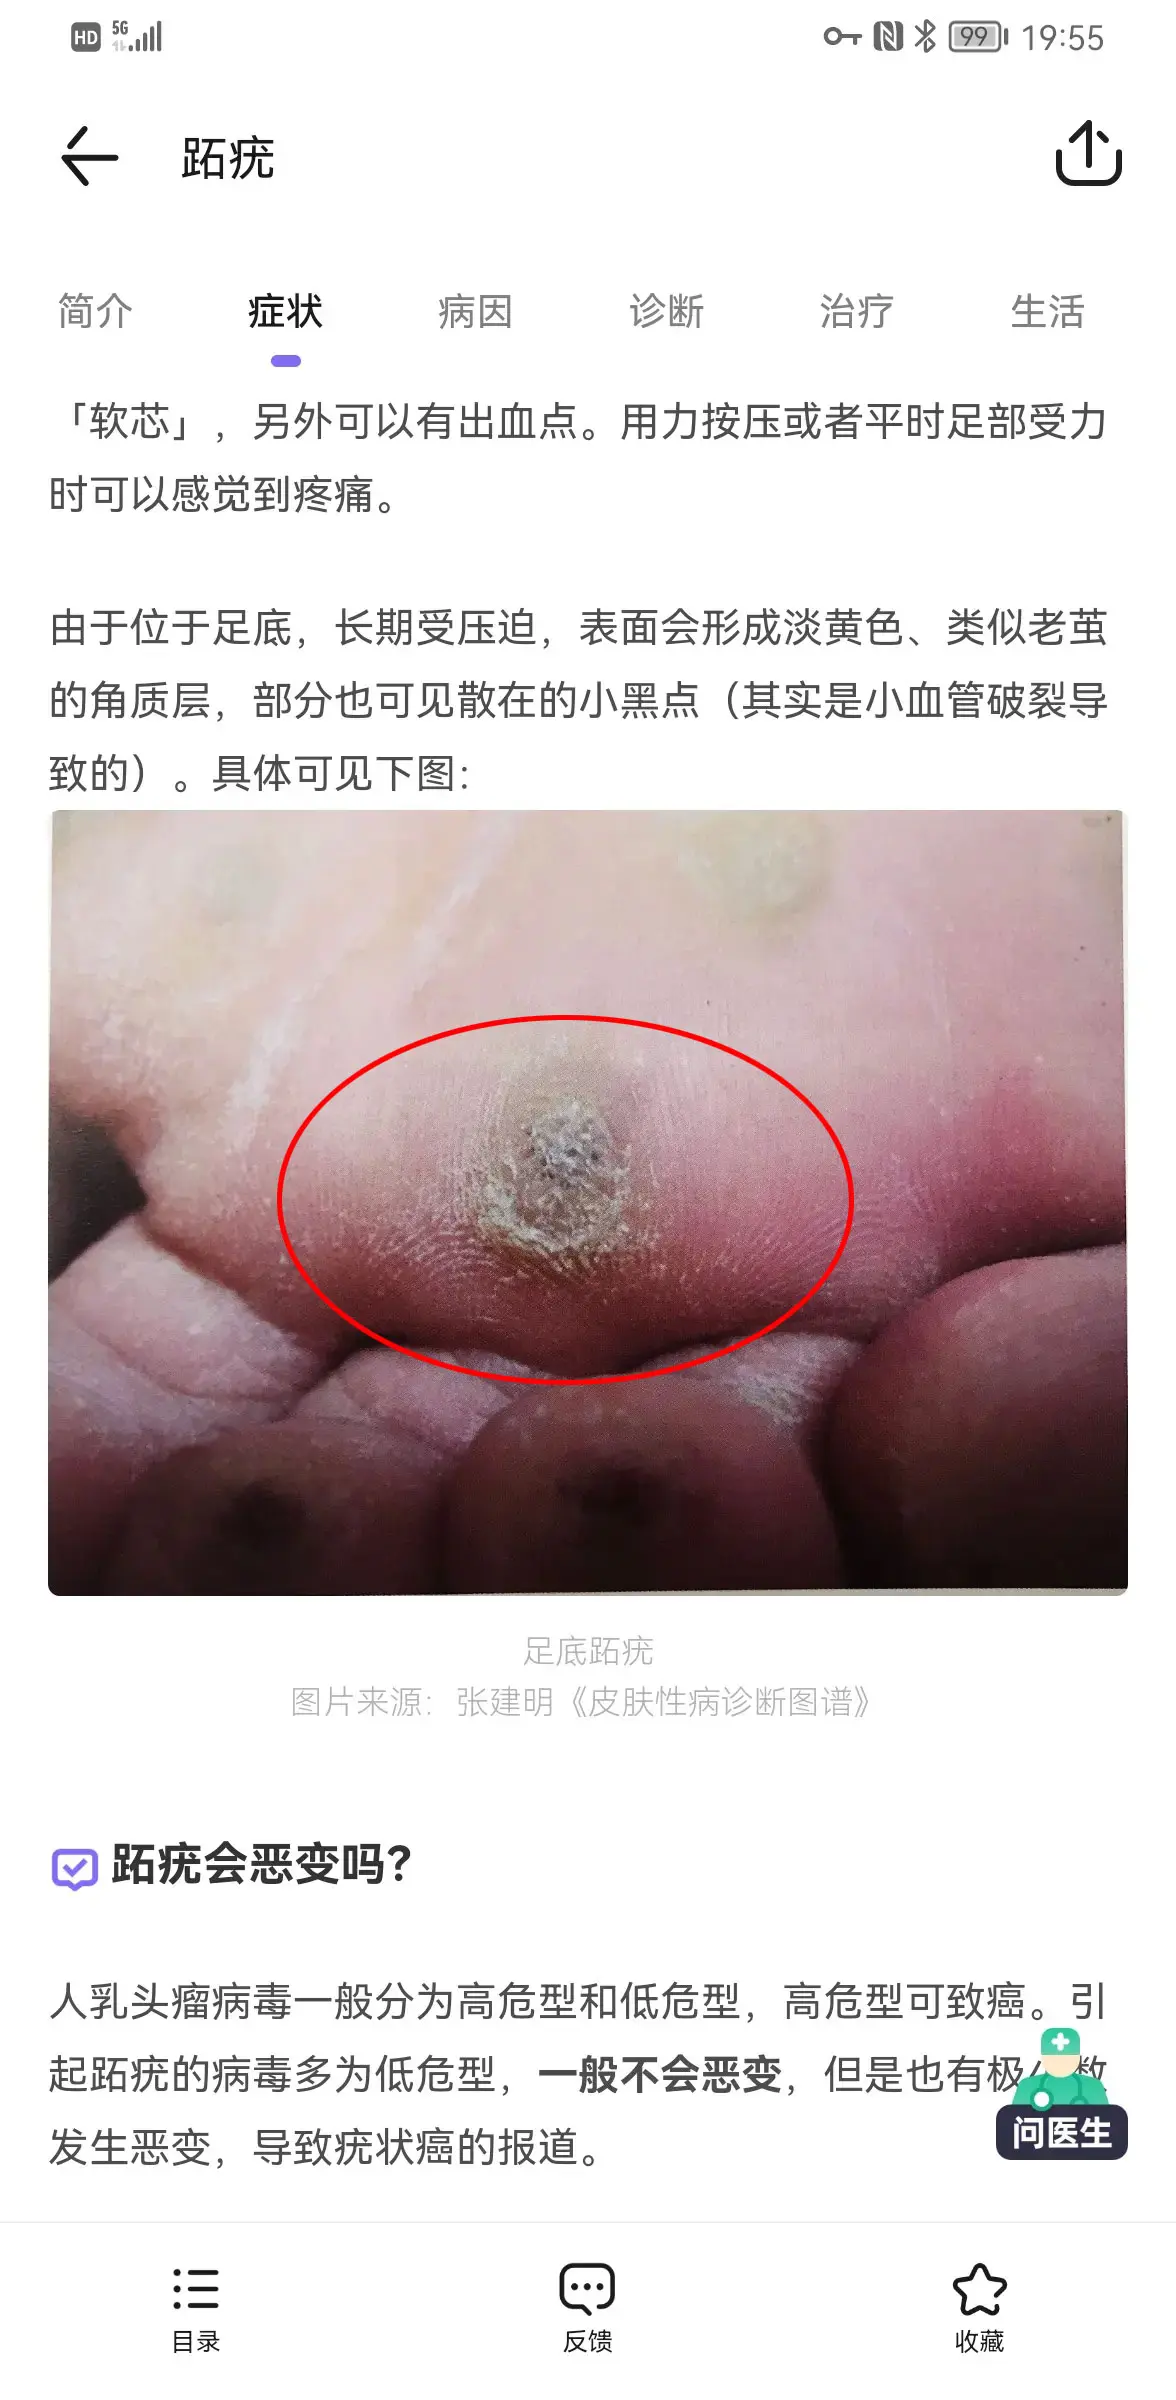 HD 5G 99 19:55
跖疣
简介 症状 病因 诊断 治疗 生活
「软芯」，另外可以有出血点。用力按压或者平时足部受力
时可以感觉到疼痛。
由于位于足底，长期受压迫，表面会形成淡黄色、类似老茧
的角质层，部分也可见散在的小黑点（其实是小血管破裂导
致的）。具体可见下图：
足底跖疣
图片来源：张建明《皮肤性病诊断图谱》
跖疣会恶变吗？
人乳头瘤病毒一般分为高危型和低危型，高危型可致癌。引
起跖疣的病毒多为低危型，一般不会恶变，但是也有极少数
发生恶变，导致疣状癌的报道。
问医生
目录 反馈 收藏